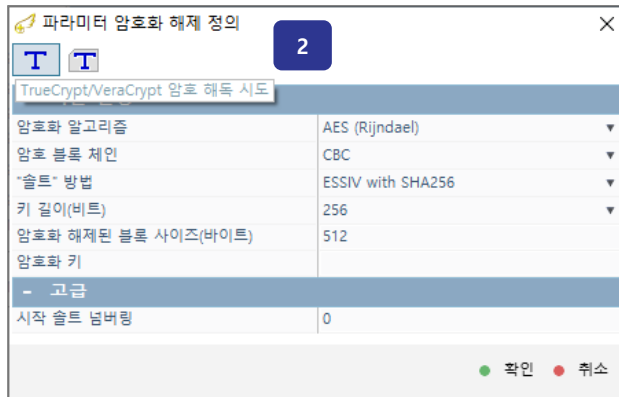 파라미터 암호화 해제 정의
2
T T
TrueCrypt/VeraCrypt 암호 해독 시도
암호화 알고리즘 AES (Rijndael)
암호 블록 체인 CBC
"솔트" 방법 ESSIV with SHA256
키 길이(비트) 256
암호화 해제된 블록 사이즈(바이트) 512
암호화 키
- 고급
시작 솔트 넘버링 0
확인 취소